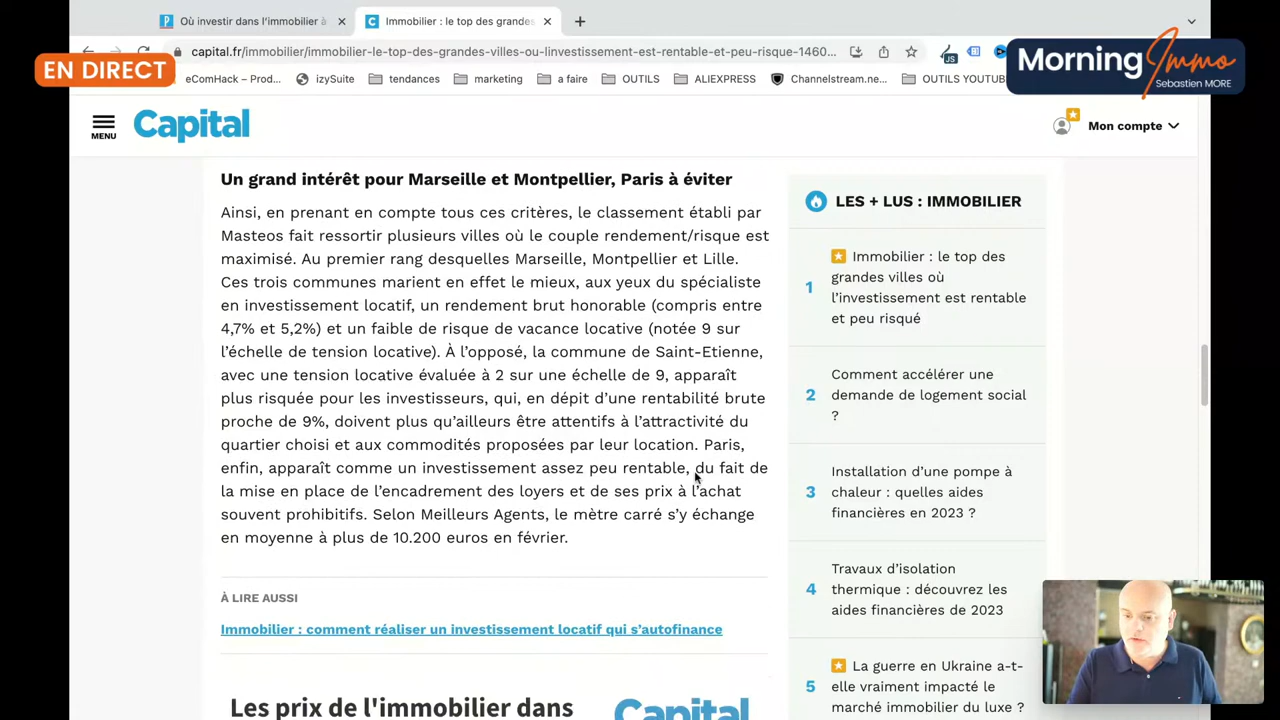 Où investir dans l'immobilier à
Immobilier : le top des grandes
EN DIRECT
capital.fr/immobilier/immobilier-le-top-des-grandes-villes-ou-linvestissement-est-rentable-et-peu-risque-1460...
Morning Immo
Sebastien MORE
eComHack – Prod...
izySuite
tendances
marketing
a faire
OUTILS
ALIEXPRESS
Channelstream.ne...
OUTILS YOUTUB
JS
MENU
Capital
Mon compte
Un grand intérêt pour Marseille et Montpellier, Paris à éviter
Ainsi, en prenant en compte tous ces critères, le classement établi par
Masteos fait ressortir plusieurs villes où le couple rendement/risque est
maximisé. Au premier rang desquelles Marseille, Montpellier et Lille.
Ces trois communes marient en effet le mieux, aux yeux du spécialiste
en investissement locatif, un rendement brut honorable (compris entre
4,7% et 5,2%) et un faible de risque de vacance locative (notée 9 sur
l'échelle de tension locative). À l'opposé, la commune de Saint-Etienne,
avec une tension locative évaluée à 2 sur une échelle de 9, apparaît
plus risquée pour les investisseurs, qui, en dépit d'une rentabilité brute
proche de 9%, doivent plus qu'ailleurs être attentifs à l'attractivité du
quartier choisi et aux commodités proposées par leur location. Paris,
enfin, apparaît comme un investissement assez peu rentable, du fait de
la mise en place de l'encadrement des loyers et de ses prix à l'achat
souvent prohibitifs. Selon Meilleurs Agents, le mètre carré s'y échange
en moyenne à plus de 10.200 euros en février.
À LIRE AUSSI
Immobilier : comment réaliser un investissement locatif qui s'autofinance
Les prix de l'immobilier dans
Capital
LES + LUS : IMMOBILIER
1
Immobilier : le top des
grandes villes où
l'investissement est rentable
et peu risqué
2
Comment accélérer une
demande de logement social
?
3
Installation d'une pompe à
chaleur : quelles aides
financières en 2023 ?
4
Travaux d'isolation
thermique : découvrez les
aides financières de 2023
5
La guerre en Ukraine a-t-
elle vraiment impacté le
marché immobilier du luxe ?